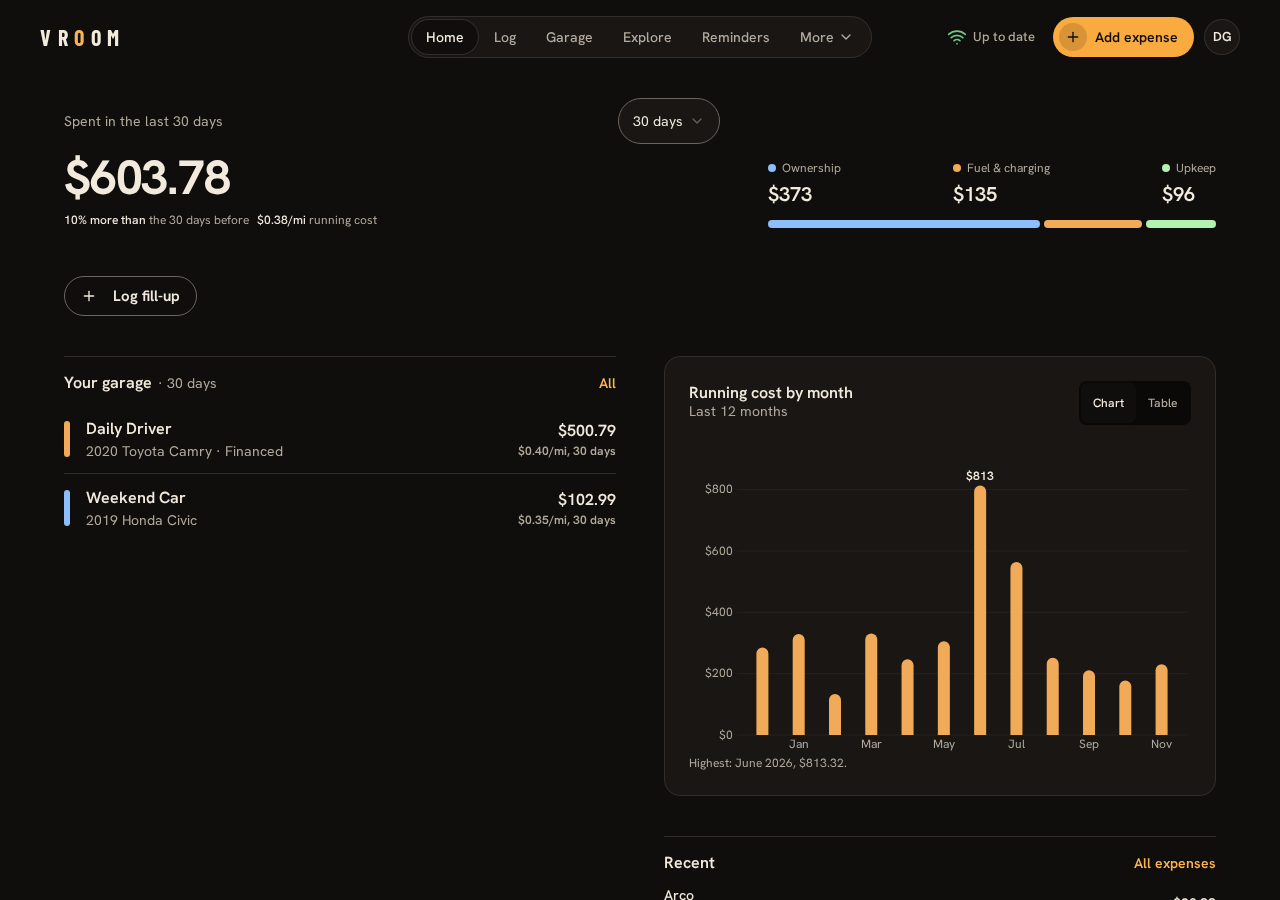 VROOM
Home
Log
Garage
Explore
Reminders
More
Up to date
Add expense
DG
Spent in the last 30 days
30 days
$603.78
10% more than the 30 days before $0.38/mi running cost
Ownership
$373
Fuel & charging
$135
Upkeep
$96
Log fill-up
Your garage · 30 days
All
Daily Driver
$500.79
2020 Toyota Camry · Financed
$0.40/mi, 30 days
Weekend Car
$102.99
2019 Honda Civic
$0.35/mi, 30 days
Running cost by month
Last 12 months
Chart
Table
$813
$800
$600
$400
$200
$0
Jan
Mar
May
Jul
Sep
Nov
Highest: June 2026, $813.32.
Recent
All expenses
Arco